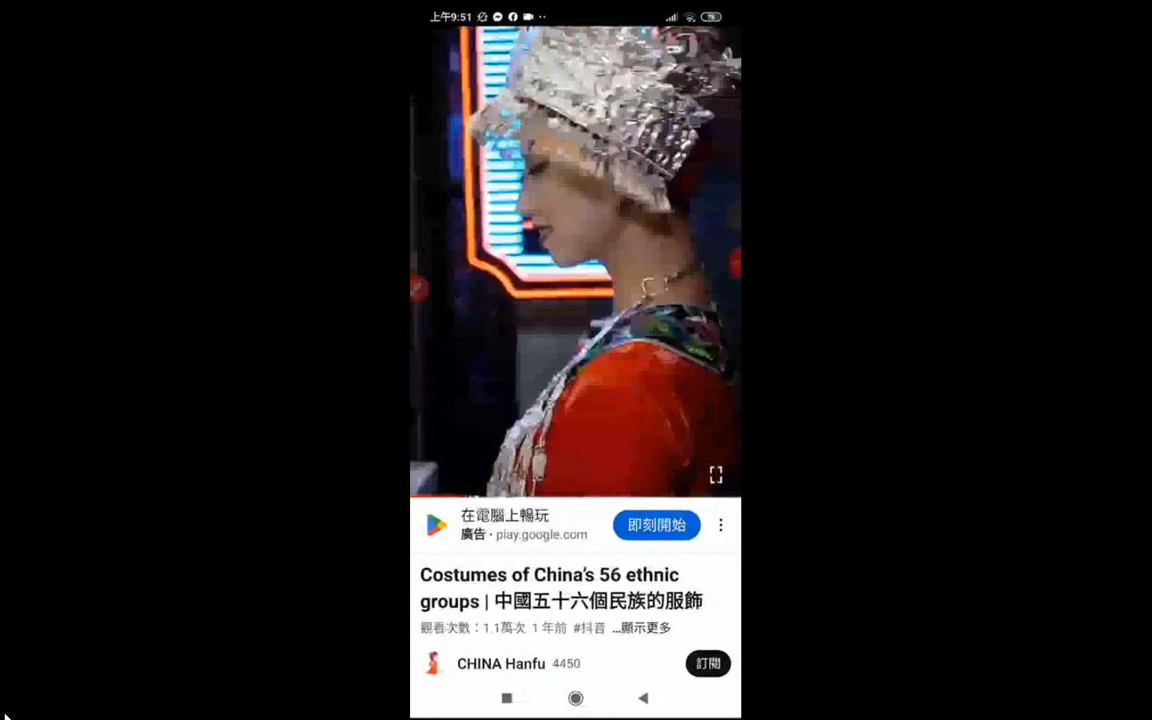 上午9:51
79
在電腦上暢玩
廣告 · play.google.com
即刻開始
Costumes of China's 56 ethnic
groups | 中國五十六個民族的服飾
觀看次數：1.1萬次 1 年前 #抖音 ...顯示更多
CHINA Hanfu 4450
訂閱